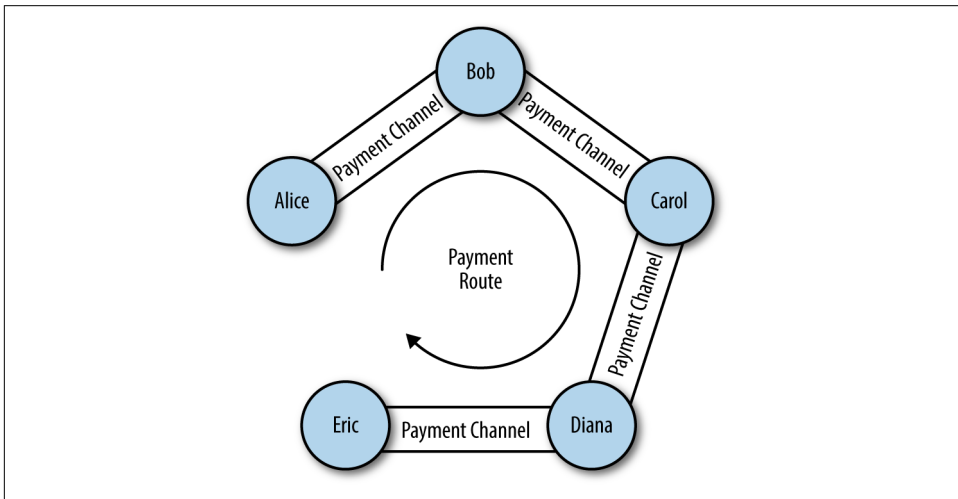 Bob
Payment Channel
Payment Channel
Alice
Carol
Payment
Route
Payment Channel
Eric
Payment Channel
Diana